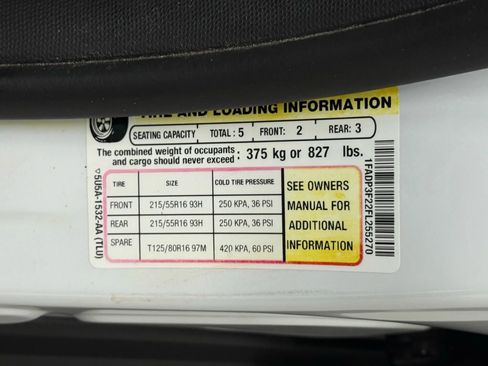 TIRE AND LOADING INFORMATION
SEATING CAPACITY TOTAL : 5 FRONT: 2 REAR: 3
The combined weight of occupants
and cargo should never exceed : 375 kg or 827 lbs.
TIRE SIZE COLD TIRE PRESSURE
FRONT 215/55R16 93H 250 KPA, 36 PSI
REAR 215/55R16 93H 250 KPA, 36 PSI
SPARE T125/80R16 97M 420 KPA, 60 PSI
SEE OWNERS
MANUAL FOR
ADDITIONAL
INFORMATION
5U5A-1532-AA (TLU)
1FADP3F22FL255270